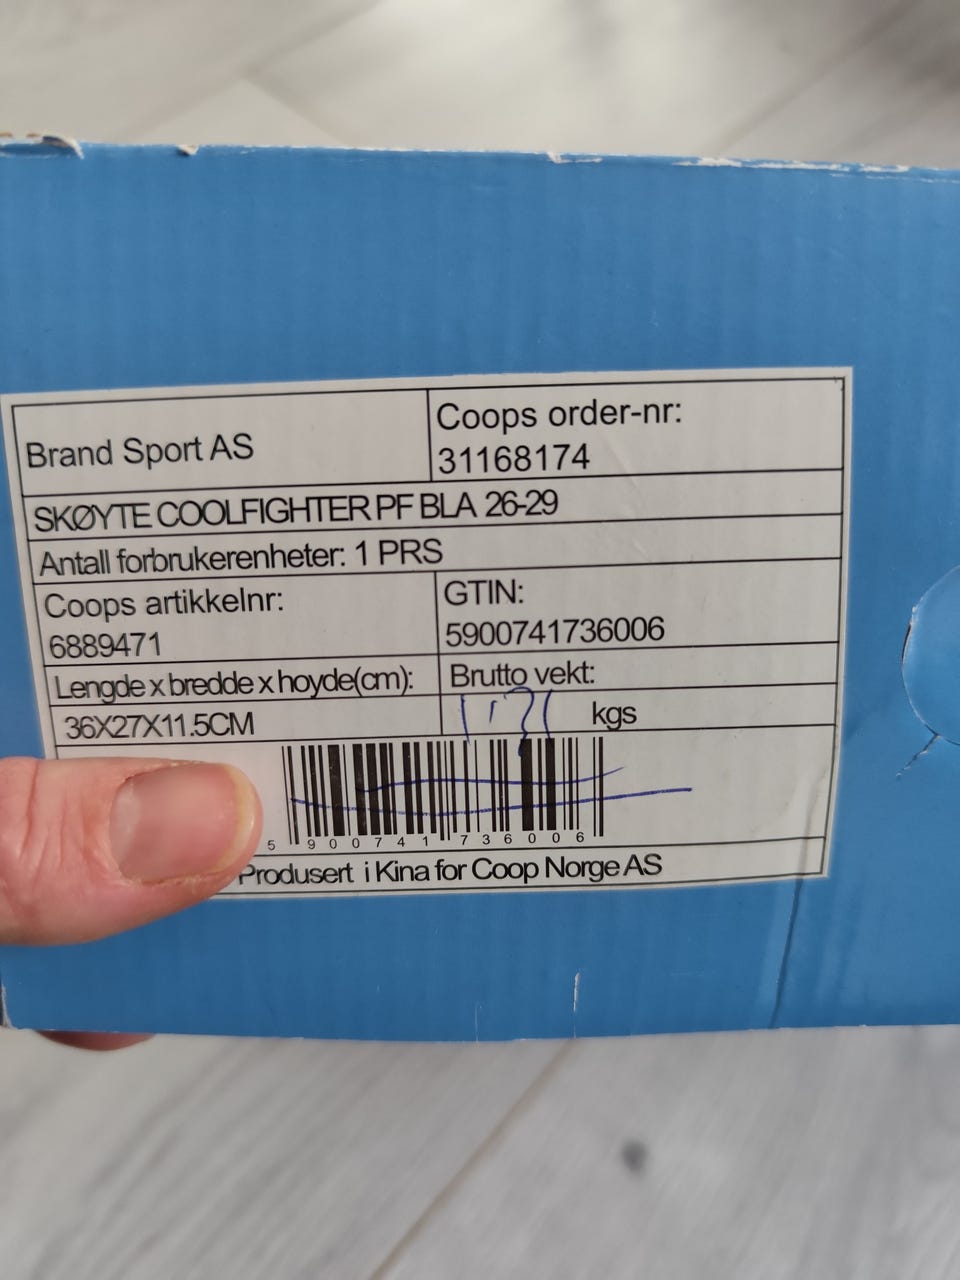 Brand Sport AS
Coops order-nr:
31168174
SKØYTE COOLFIGHTER PF BLA 26-29
Antall forbrukerenheter: 1 PRS
Coops artikkelnr:
6889471
GTIN:
5900741736006
Lengde x bredde x hoyde(cm):
36X27X11.5CM
Brutto vekt:
kgs
5 900741 736006
Produsert i Kina for Coop Norge AS